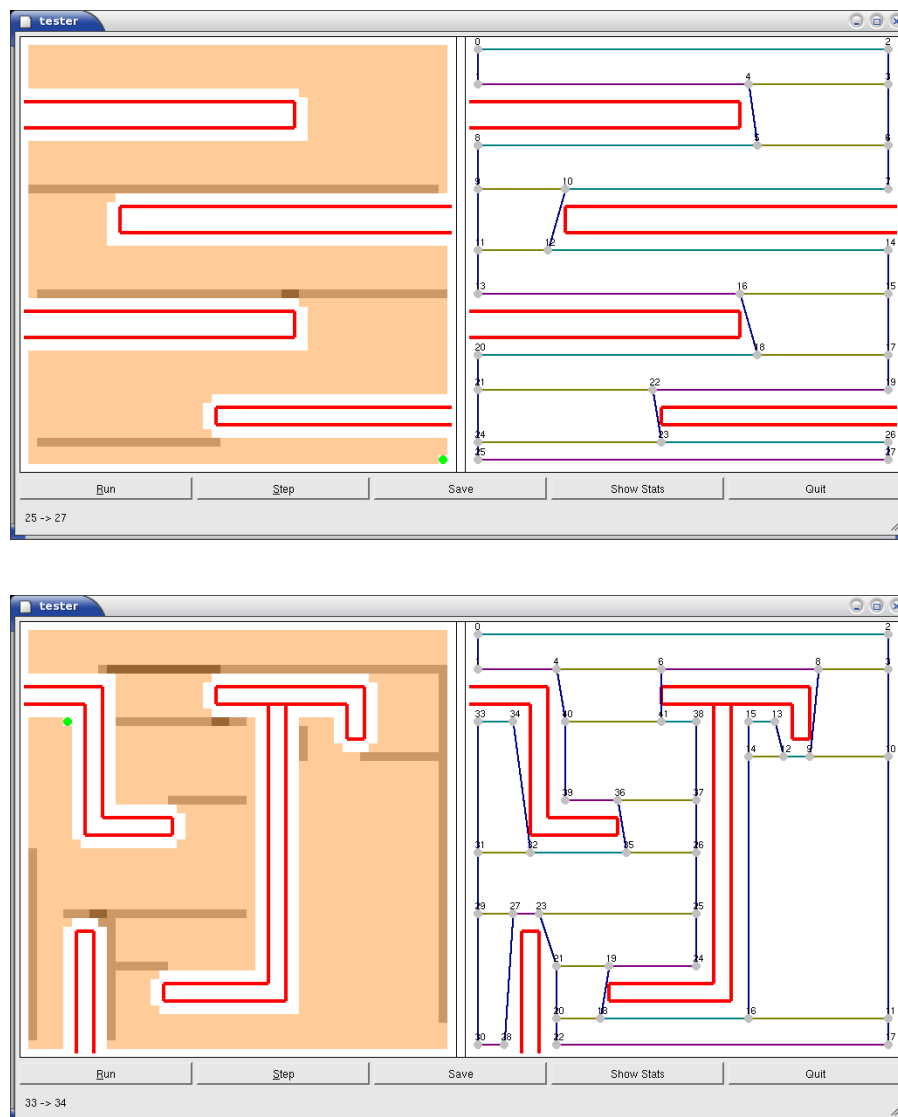 tester
0 2
4 3
8 5 6
9 10 7
11 12 14
13 16 15
20 18 17
21 22 19
24 23 26
25 27
Run Step Save Show Stats Quit
25 -> 27
tester
0 2
4 6 8 3
33 34 40 41 38 15 13
14 12 9 10
39 36 37
31 32 35 26
29 27 23 25
21 19 24
20 18 16 11
30 28 22 17
Run Step Save Show Stats Quit
33 -> 34